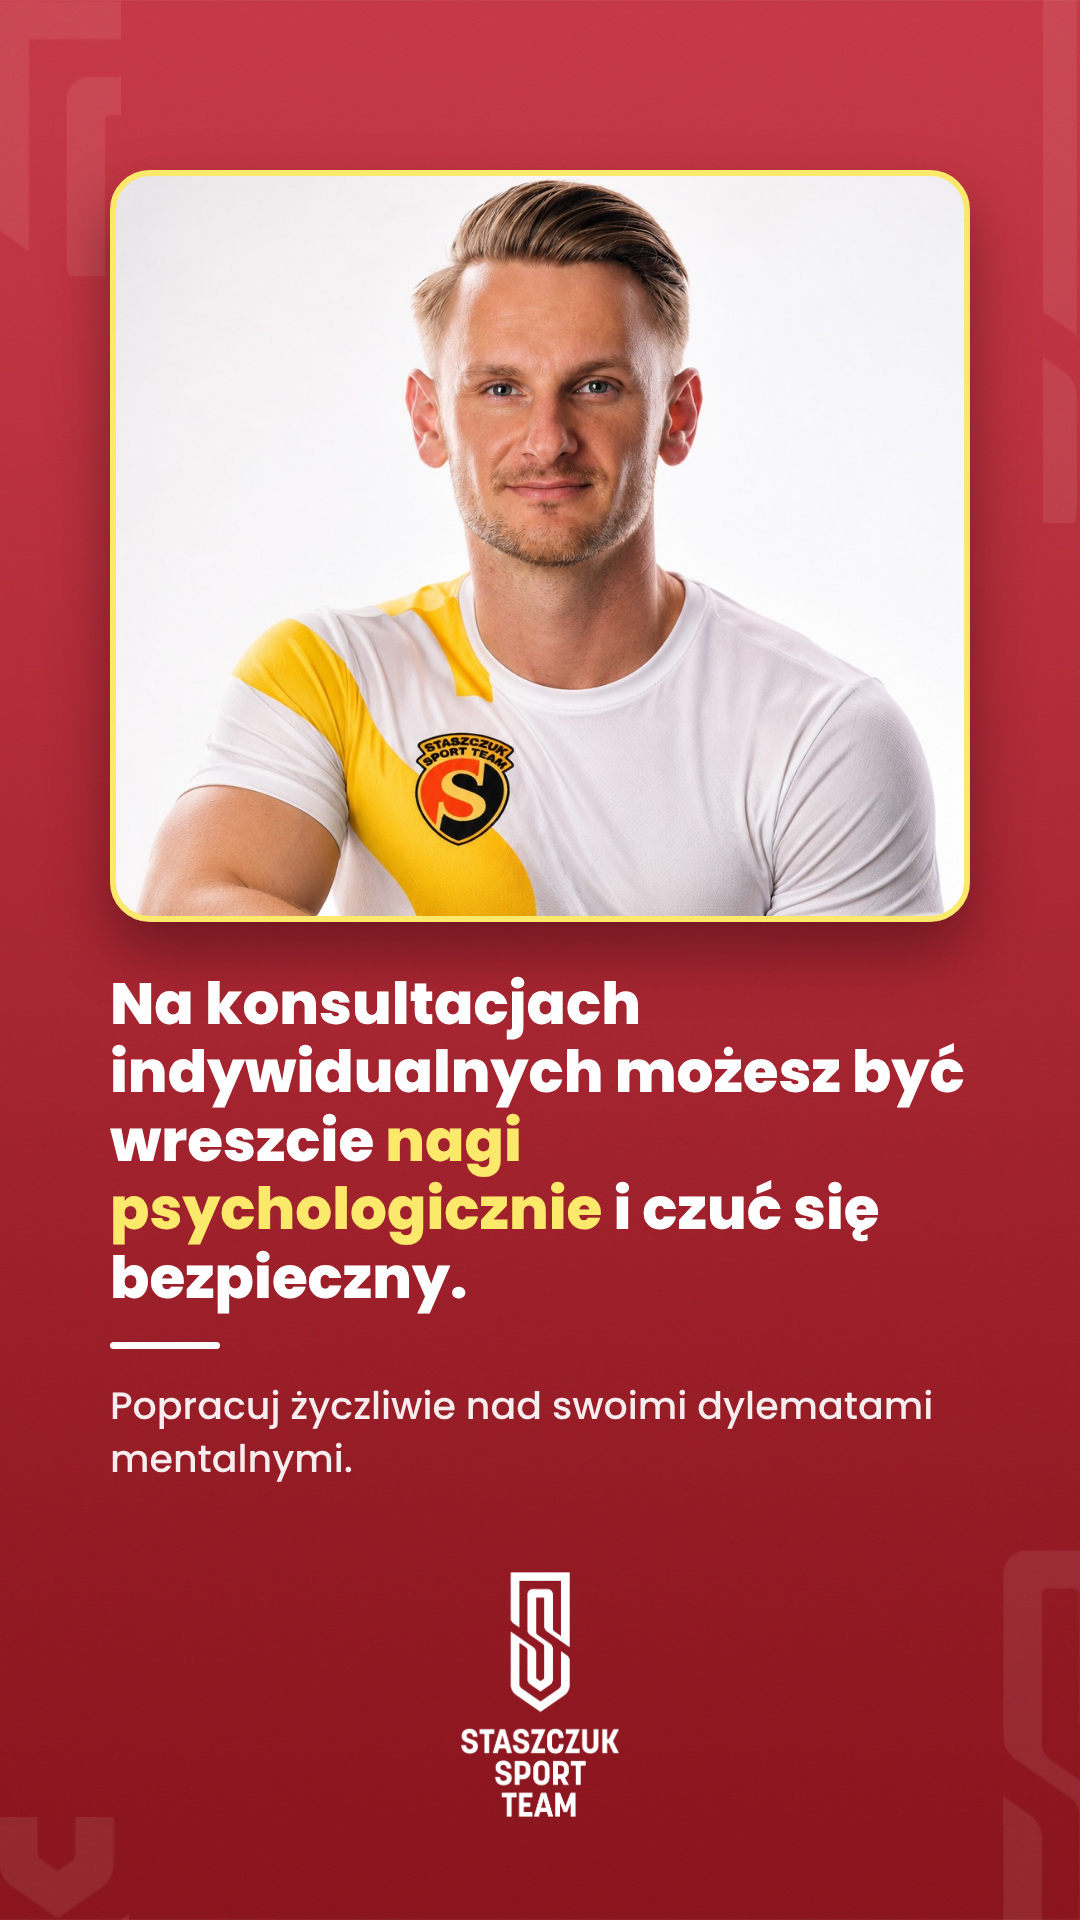 STASZCZUK
SPORT TEAM
S
Na konsultacjach
indywidualnych możesz być
wreszcie nagi
psychologicznie i czuć się
bezpieczny.
Popracuj życzliwie nad swoimi dylematami
mentalnymi.
STASZCZUK
SPORT
TEAM